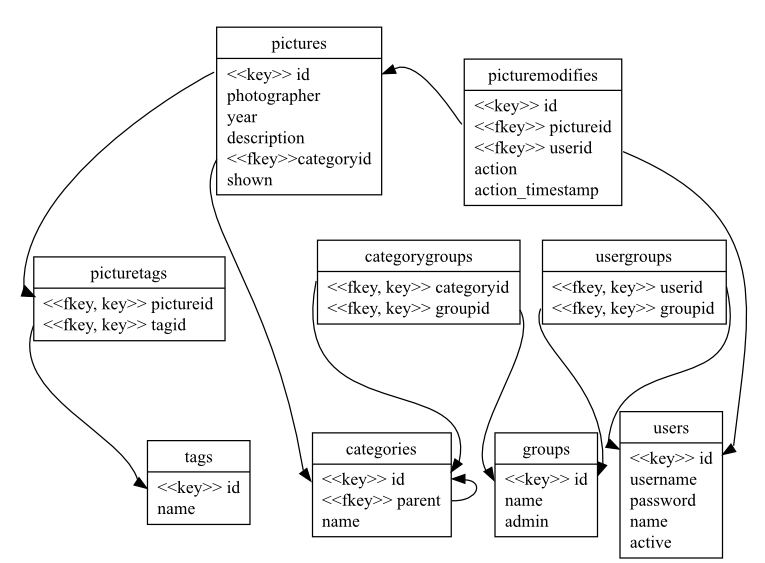 pictures
<<key>> id
photographer
year
description
<<fkey>>categoryid
shown
picturemodifies
<<key>> id
<<fkey>> pictureid
<<fkey>> userid
action
action_timestamp
picturetags
<<fkey, key>> pictureid
<<fkey, key>> tagid
categorygroups
<<fkey, key>> categoryid
<<fkey, key>> groupid
usergroups
<<fkey, key>> userid
<<fkey, key>> groupid
tags
<<key>> id
name
categories
<<key>> id
<<fkey>> parent
name
groups
<<key>> id
name
admin
users
<<key>> id
username
password
name
active